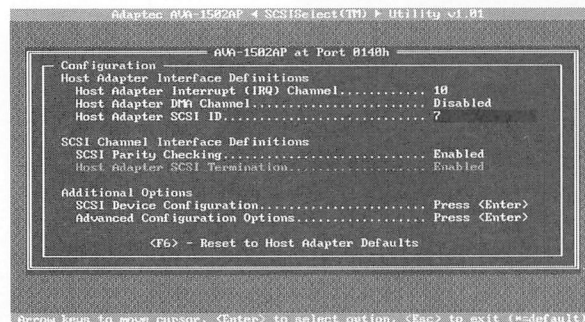 Adaptec AVA-1502AP ◄ SCSISelect(TM) ► Utility v1.01
AVA-1502AP at Port 0140h
Configuration
Host Adapter Interface Definitions
Host Adapter Interrupt (IRQ) Channel............ 10
Host Adapter DMA Channel........................ Disabled
Host Adapter SCSI ID............................ 7
SCSI Channel Interface Definitions
SCSI Parity Checking............................ Enabled
Host Adapter SCSI Termination................... Enabled
Additional Options
SCSI Device Configuration....................... Press <Enter>
Advanced Configuration Options.................. Press <Enter>
<F6> - Reset to Host Adapter Defaults
Arrow keys to move cursor, <Enter> to select option, <Esc> to exit (*=default)